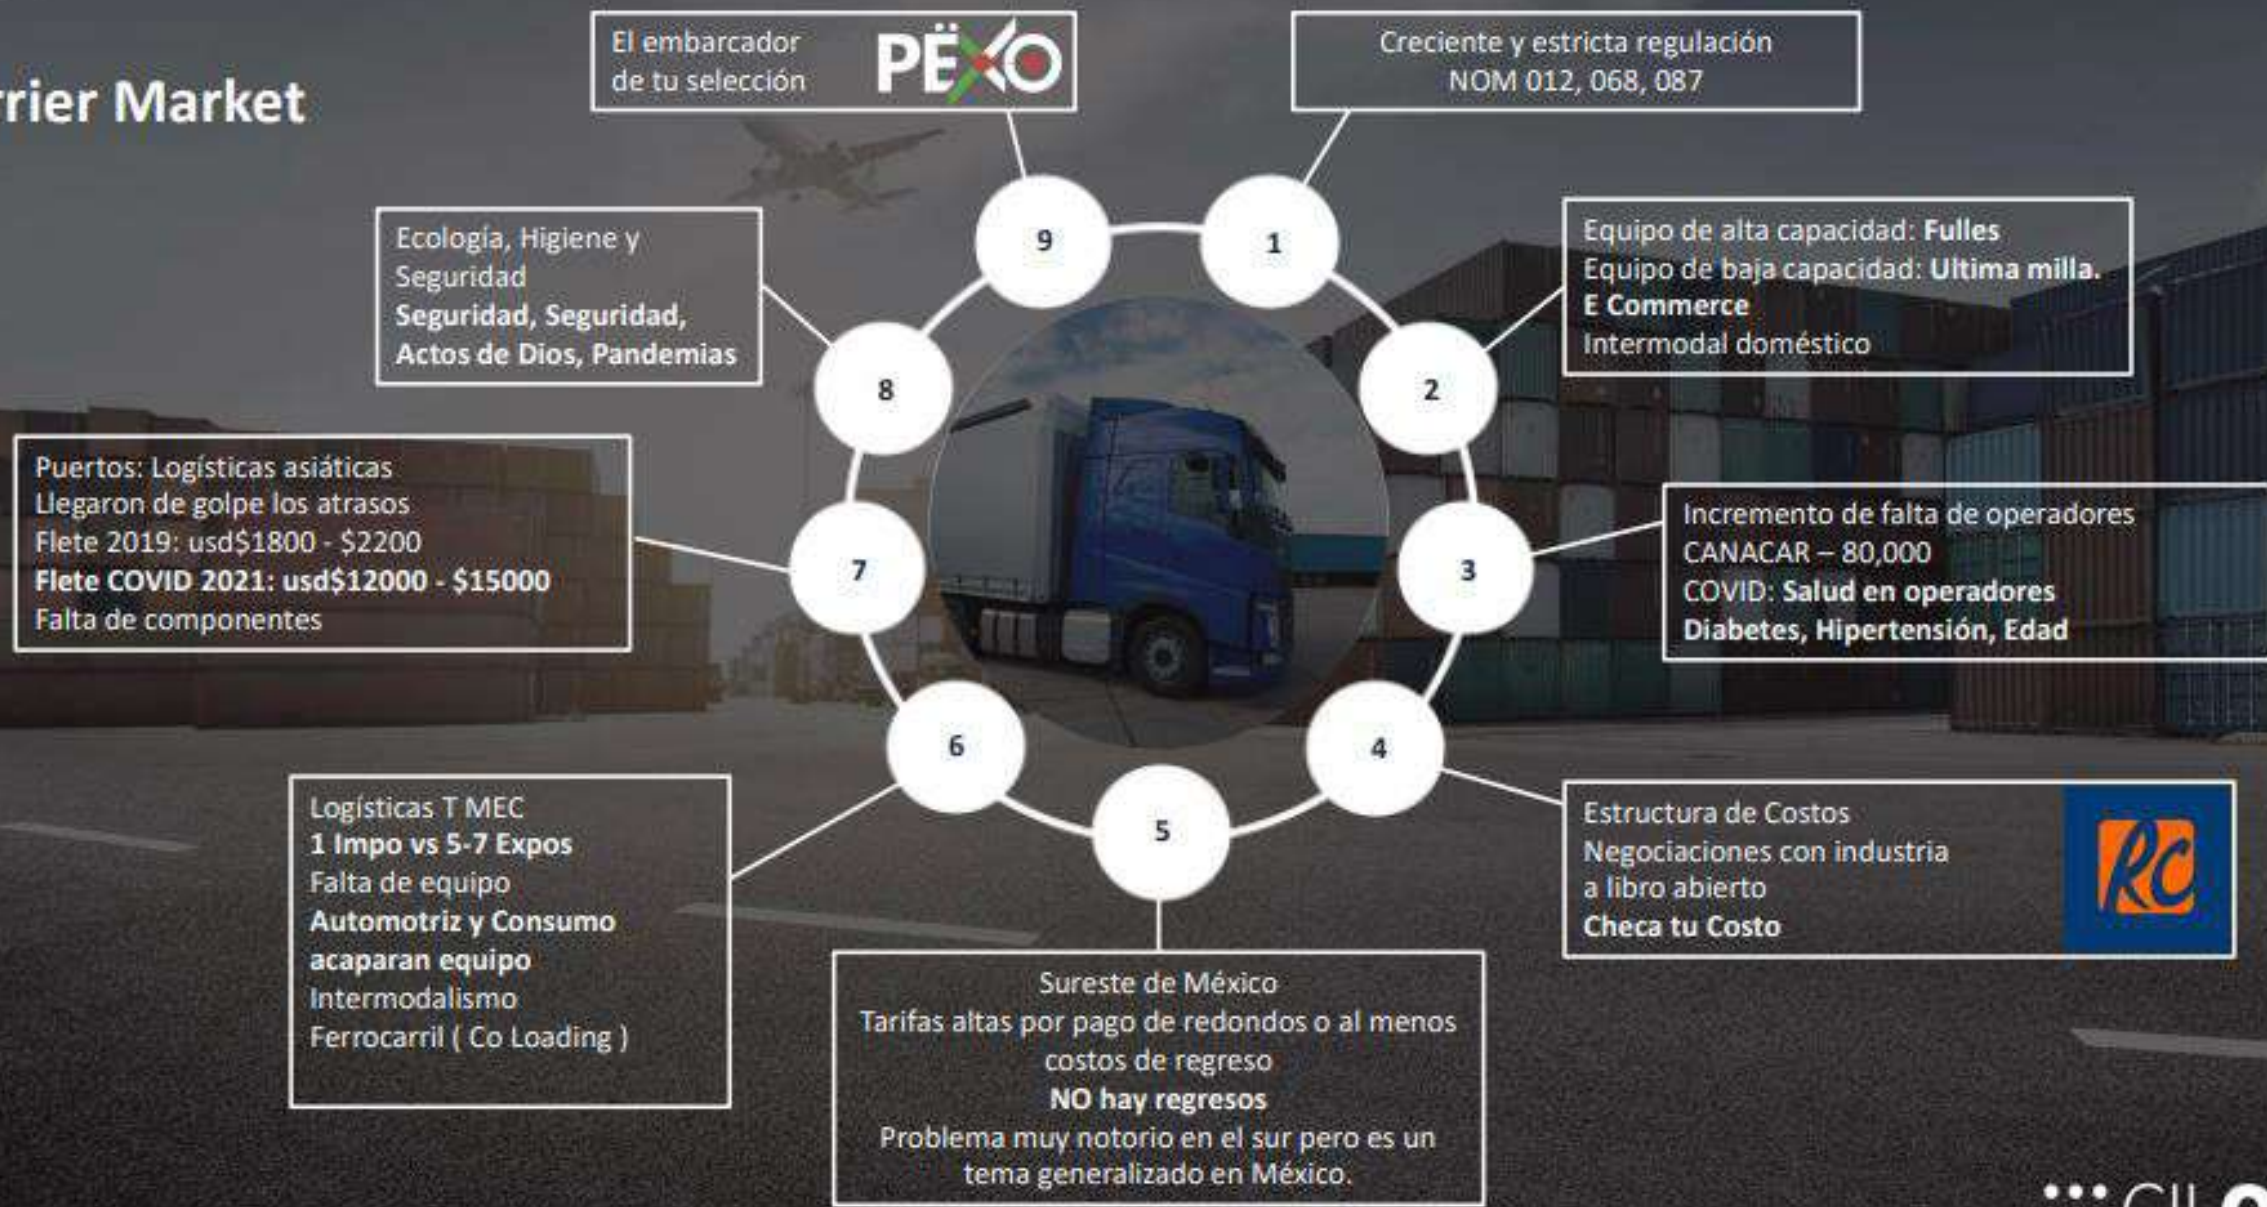 rrier Market
El embarcador
de tu selección
PËXO
9
Creciente y estricta regulación
NOM 012, 068, 087
1
Equipo de alta capacidad: Fulles
Equipo de baja capacidad: Ultima milla.
E Commerce
Intermodal doméstico
2
Incremento de falta de operadores
CANACAR – 80,000
COVID: Salud en operadores
Diabetes, Hipertensión, Edad
3
Estructura de Costos
Negociaciones con industria
a libro abierto
Checa tu Costo
RC
4
Sureste de México
Tarifas altas por pago de redondos o al menos
costos de regreso
NO hay regresos
Problema muy notorio en el sur pero es un
tema generalizado en México.
5
Logísticas T MEC
1 Impo vs 5-7 Expos
Falta de equipo
Automotriz y Consumo
acaparan equipo
Intermodalismo
Ferrocarril ( Co Loading )
6
Puertos: Logísticas asiáticas
Llegaron de golpe los atrasos
Flete 2019: usd$1800 - $2200
Flete COVID 2021: usd$12000 - $15000
Falta de componentes
7
Ecología, Higiene y
Seguridad
Seguridad, Seguridad,
Actos de Dios, Pandemias
8